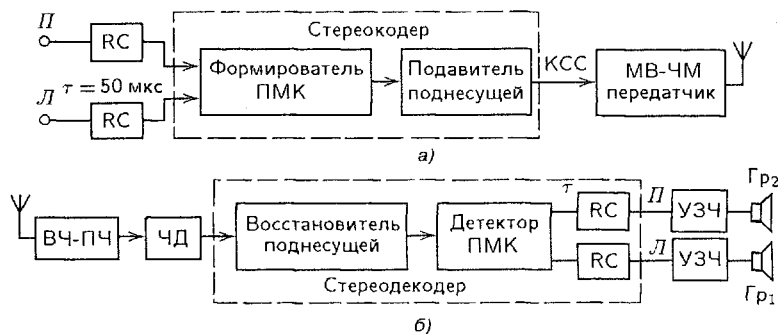 П
RC
Стереокодер
τ = 50 мкс
Формирователь
ПМК
Подавитель
поднесущей
КСС
МВ-ЧМ
передатчик
Л
RC
а)
ВЧ-ПЧ
ЧД
Восстановитель
поднесущей
Детектор
ПМК
τ
RC
П
УЗЧ
Гр2
RC
Л
УЗЧ
Гр1
Стереодекодер
б)